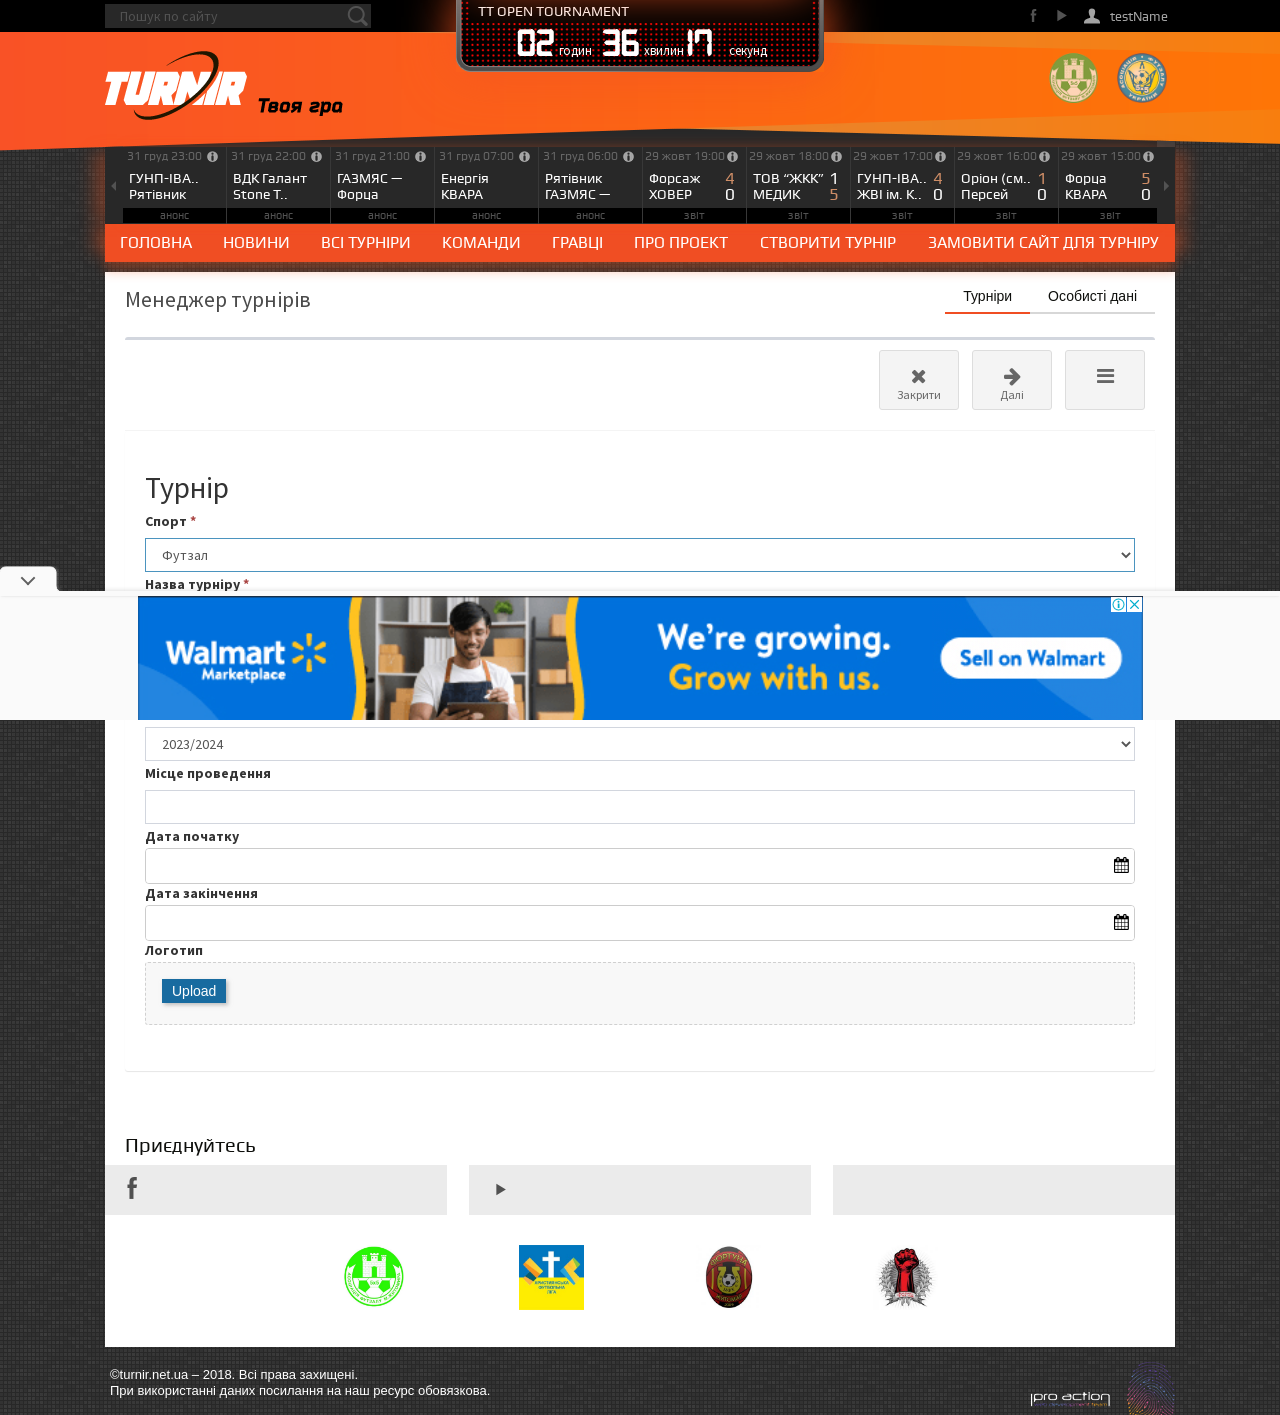 Пошук по сайту
TT OPEN TOURNAMENT
02 годин 36 хвилин 17 секунд
testName
TURNIR
Твоя гра
31 груд 23:00
ГУНП-ІВА..
Рятівник
анонс
31 груд 22:00
ВДК Галант
Stone T..
анонс
31 груд 21:00
ГАЗМЯС —
Форца
анонс
31 груд 07:00
Енергія
КВАРА
анонс
31 груд 06:00
Рятівник
ГАЗМЯС —
анонс
29 жовт 19:00
Форсаж 4
ХОВЕР 0
звіт
29 жовт 18:00
ТОВ “ЖКК” 1
МЕДИК 5
звіт
29 жовт 17:00
ГУНП-ІВА.. 4
ЖВІ ім. К.. 0
звіт
29 жовт 16:00
Оріон (см.. 1
Персей 0
звіт
29 жовт 15:00
Форца 5
КВАРА 0
звіт
ГОЛОВНА НОВИНИ ВСІ ТУРНІРИ КОМАНДИ ГРАВЦІ ПРО ПРОЕКТ СТВОРИТИ ТУРНІР ЗАМОВИТИ САЙТ ДЛЯ ТУРНІРУ
Менеджер турнірів
Турніри Особисті дані
Закрити Далі
Турнір
Спорт *
Футзал
Назва турніру *
Walmart
Marketplace
We’re growing.
Grow with us.
Sell on Walmart
2023/2024
Місце проведення
Дата початку
Дата закінчення
Логотип
Upload
Приєднуйтесь
©turnir.net.ua – 2018. Всі права захищені.
При використанні даних посилання на наш ресурс обовязкова.
pro action